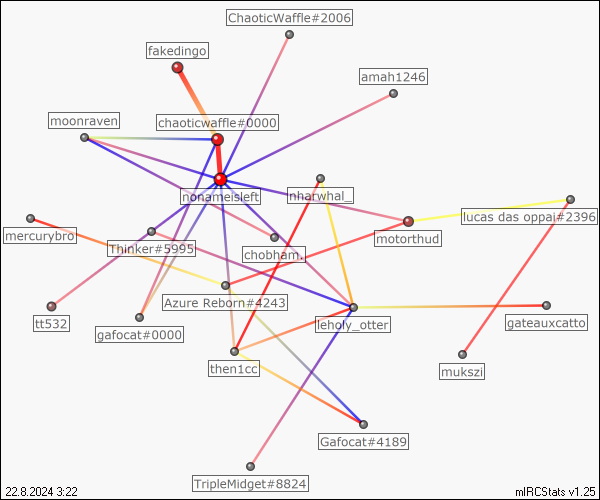 ChaoticWaffle#2006
fakedingo
amah1246
moonraven
chaoticwaffle#0000
nonameisleft
nharwhal_
lucas das oppai#2396
mercurybro
motorthud
Thinker#5995
chobham.
Azure Reborn#4243
tt532
gafocat#0000
leholy_otter
gateauxcatto
then1cc
mukszi
Gafocat#4189
TripleMidget#8824
22.8.2024 3:22
mIRCStats v1.25